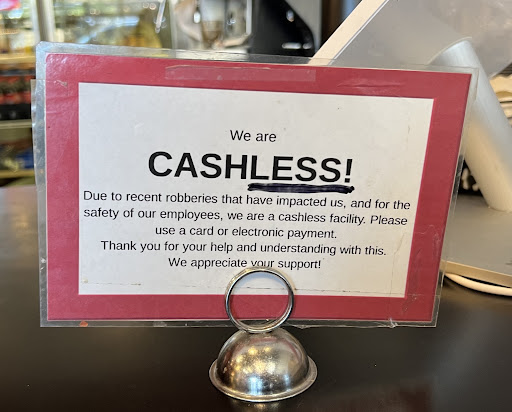 We are
CASHLESS!
Due to recent robberies that have impacted us, and for the
safety of our employees, we are a cashless facility. Please
use a card or electronic payment.
Thank you for your help and understanding with this.
We appreciate your support!